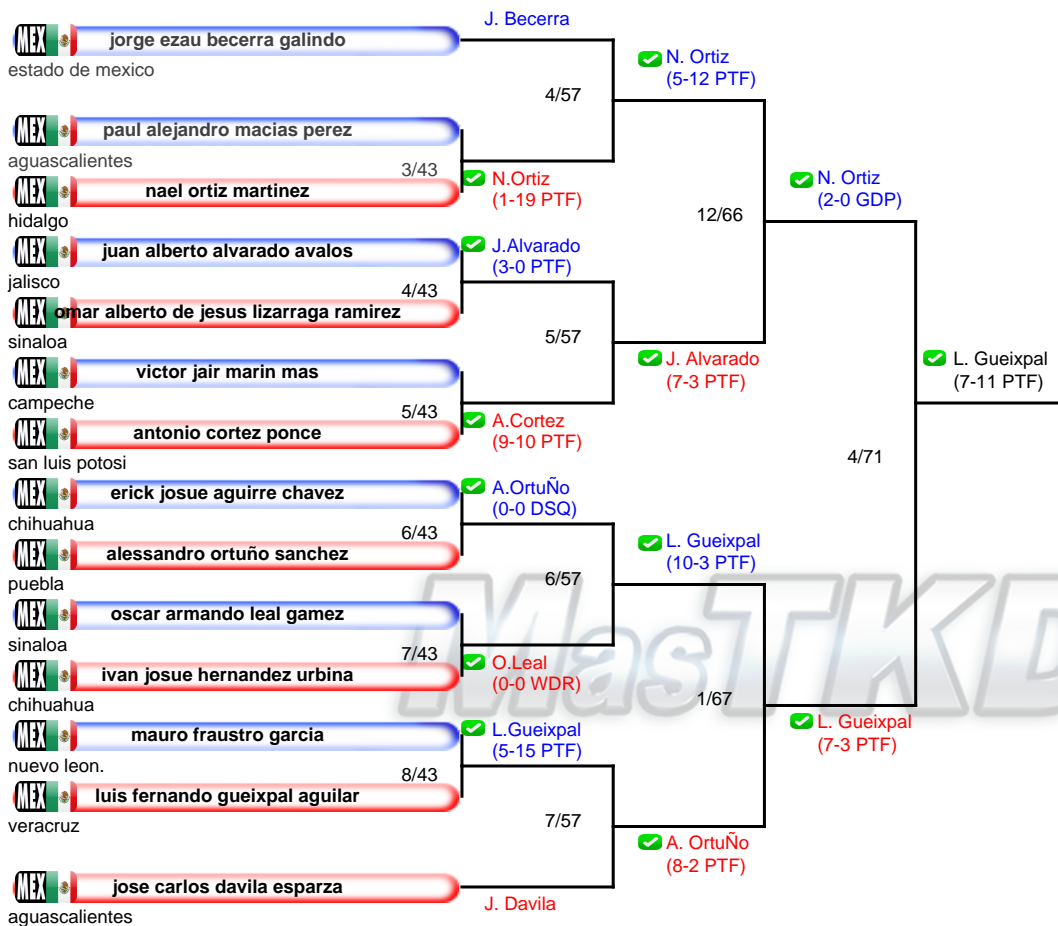 J. Becerra
MEX jorge ezau becerra galindo
estado de mexico
N. Ortiz
(5-12 PTF)
4/57
MEX paul alejandro macias perez
aguascalientes
3/43
MEX nael ortiz martinez
N.Ortiz
(1-19 PTF)
hidalgo
N. Ortiz
(2-0 GDP)
12/66
MEX juan alberto alvarado avalos
J.Alvarado
(3-0 PTF)
jalisco
4/43
MEX omar alberto de jesus lizarraga ramirez
sinaloa
5/57
J. Alvarado
(7-3 PTF)
L. Gueixpal
(7-11 PTF)
MEX victor jair marin mas
campeche
5/43
MEX antonio cortez ponce
A.Cortez
(9-10 PTF)
san luis potosi
4/71
MEX erick josue aguirre chavez
A.OrtuÑo
(0-0 DSQ)
chihuahua
6/43
MEX alessandro ortuño sanchez
L. Gueixpal
(10-3 PTF)
puebla
6/57
MasTKD
MEX oscar armando leal gamez
sinaloa
7/43
MEX ivan josue hernandez urbina
O.Leal
(0-0 WDR)
chihuahua
1/67
L. Gueixpal
(7-3 PTF)
MEX mauro fraustro garcia
L.Gueixpal
(5-15 PTF)
nuevo leon.
8/43
MEX luis fernando gueixpal aguilar
veracruz
7/57
A. OrtuÑo
(8-2 PTF)
MEX jose carlos davila esparza
J. Davila
aguascalientes